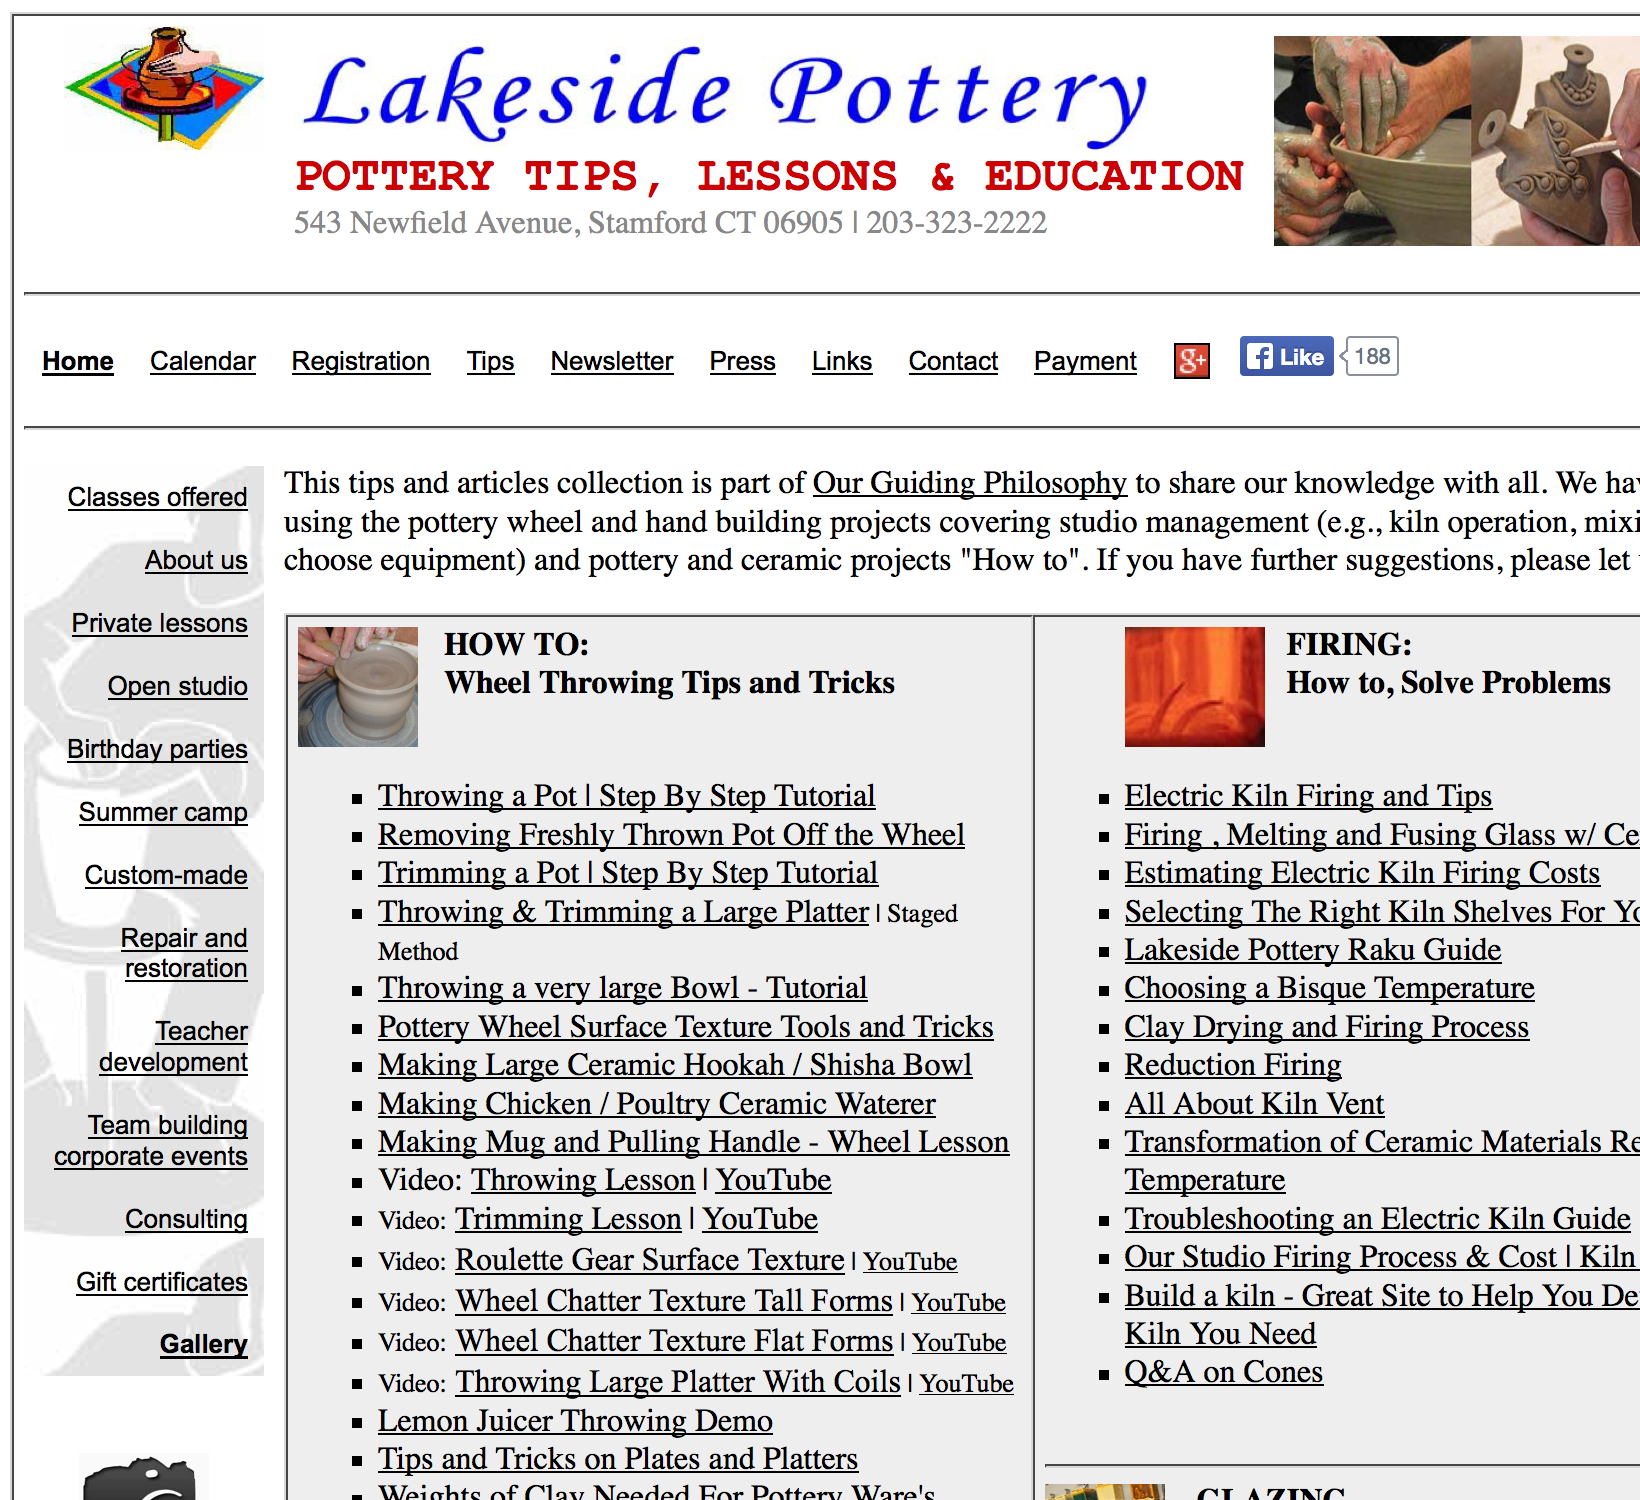 Lakeside Pottery
POTTERY TIPS, LESSONS & EDUCATION
543 Newfield Avenue, Stamford CT 06905 | 203-323-2222
Home Calendar Registration Tips Newsletter Press Links Contact Payment g+ Like 188
Classes offered
About us
Private lessons
Open studio
Birthday parties
Summer camp
Custom-made
Repair and
restoration
Teacher
development
Team building
corporate events
Consulting
Gift certificates
Gallery
This tips and articles collection is part of Our Guiding Philosophy to share our knowledge with all. We
using the pottery wheel and hand building projects covering studio management (e.g., kiln operation,
choose equipment) and pottery and ceramic projects "How to". If you have further suggestions, please let
HOW TO:
Wheel Throwing Tips and Tricks
Throwing a Pot | Step By Step Tutorial
Removing Freshly Thrown Pot Off the Wheel
Trimming a Pot | Step By Step Tutorial
Throwing & Trimming a Large Platter | Staged
Method
Throwing a very large Bowl - Tutorial
Pottery Wheel Surface Texture Tools and Tricks
Making Large Ceramic Hookah / Shisha Bowl
Making Chicken / Poultry Ceramic Waterer
Making Mug and Pulling Handle - Wheel Lesson
Video: Throwing Lesson | YouTube
Video: Trimming Lesson | YouTube
Video: Roulette Gear Surface Texture | YouTube
Video: Wheel Chatter Texture Tall Forms | YouTube
Video: Wheel Chatter Texture Flat Forms | YouTube
Video: Throwing Large Platter With Coils | YouTube
Lemon Juicer Throwing Demo
Tips and Tricks on Plates and Platters
Weights of Clay Needed For Pottery Ware's
FIRING:
How to, Solve Problems
Electric Kiln Firing and Tips
Firing , Melting and Fusing Glass w/
Estimating Electric Kiln Firing Costs
Selecting The Right Kiln Shelves For
Lakeside Pottery Raku Guide
Choosing a Bisque Temperature
Clay Drying and Firing Process
Reduction Firing
All About Kiln Vent
Transformation of Ceramic Materials
Temperature
Troubleshooting an Electric Kiln Guide
Our Studio Firing Process & Cost | Kiln
Build a kiln - Great Site to Help You
Kiln You Need
Q&A on Cones
GLAZING